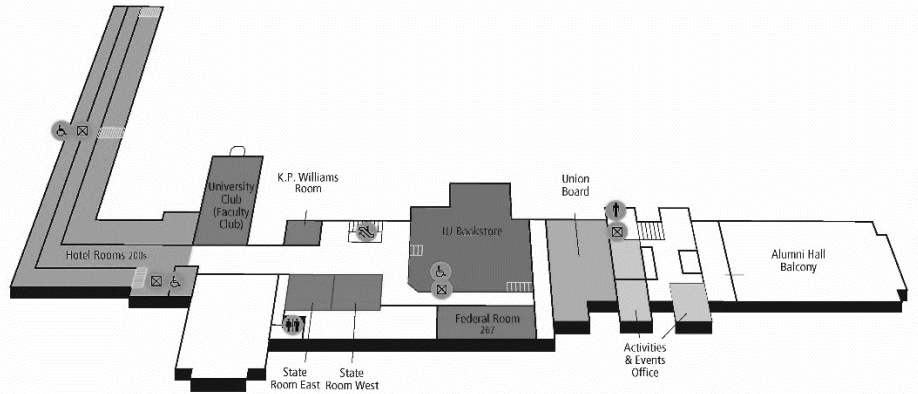 University
Club
(Faculty
Club)
K.P. Williams
Room
Hotel Rooms 200s
IU Bookstore
Union
Board
Alumni Hall
Balcony
Federal Room
267
State
Room East
State
Room West
Activities
& Events
Office